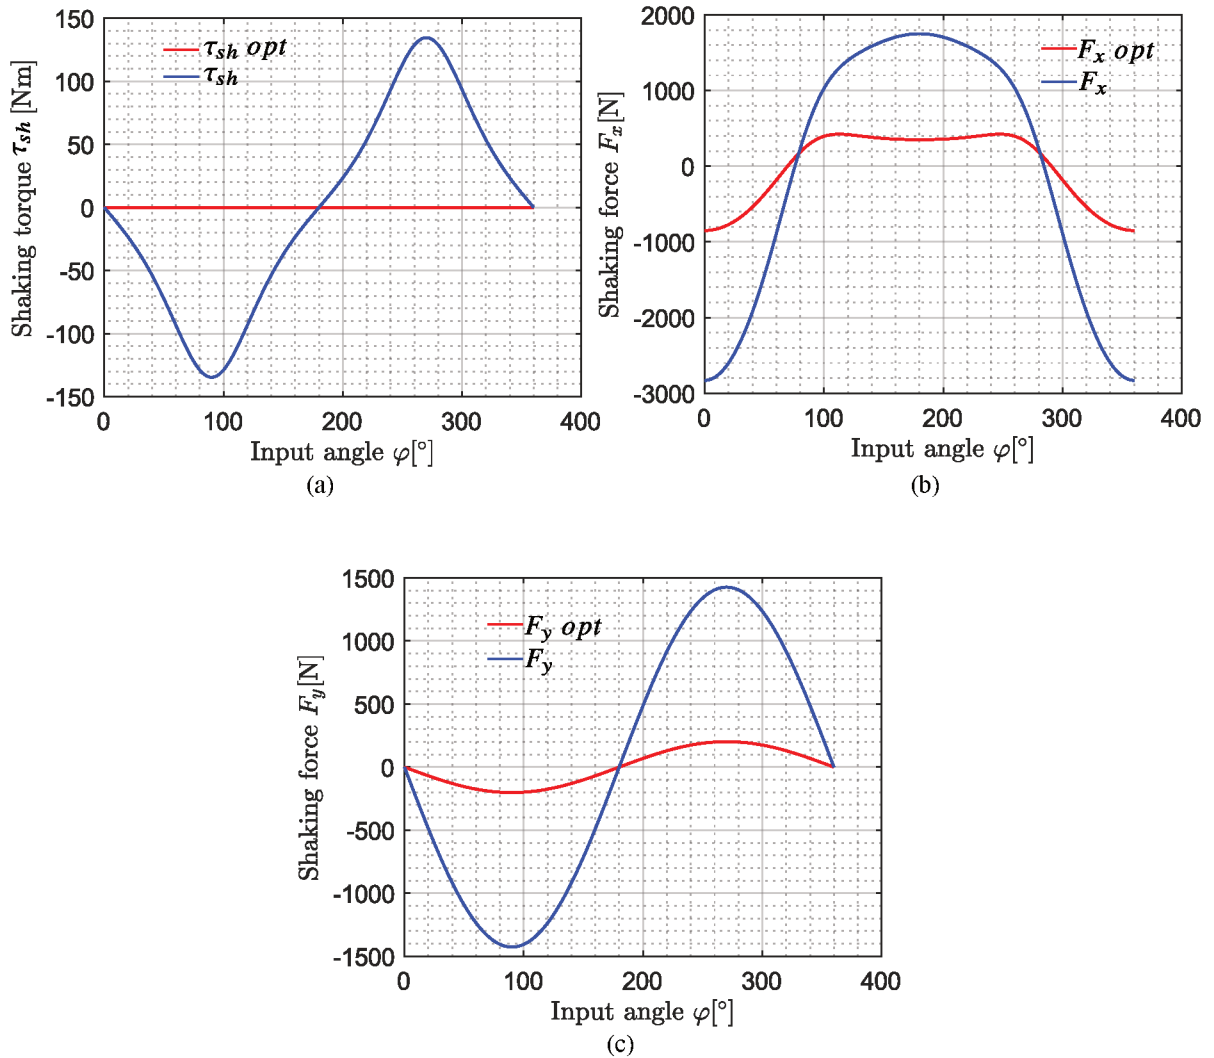 150
100
50
0
-50
-100
-150
0
100
200
300
400
Shaking torque τsh [Nm]
τsh opt
τsh
Input angle φ[°]
(a)
2000
1000
0
-1000
-2000
-3000
0
100
200
300
400
Shaking force Fx[N]
Fx opt
Fx
Input angle φ[°]
(b)
1500
1000
500
0
-500
-1000
-1500
0
100
200
300
400
Shaking force Fy[N]
Fy opt
Fy
Input angle φ[°]
(c)